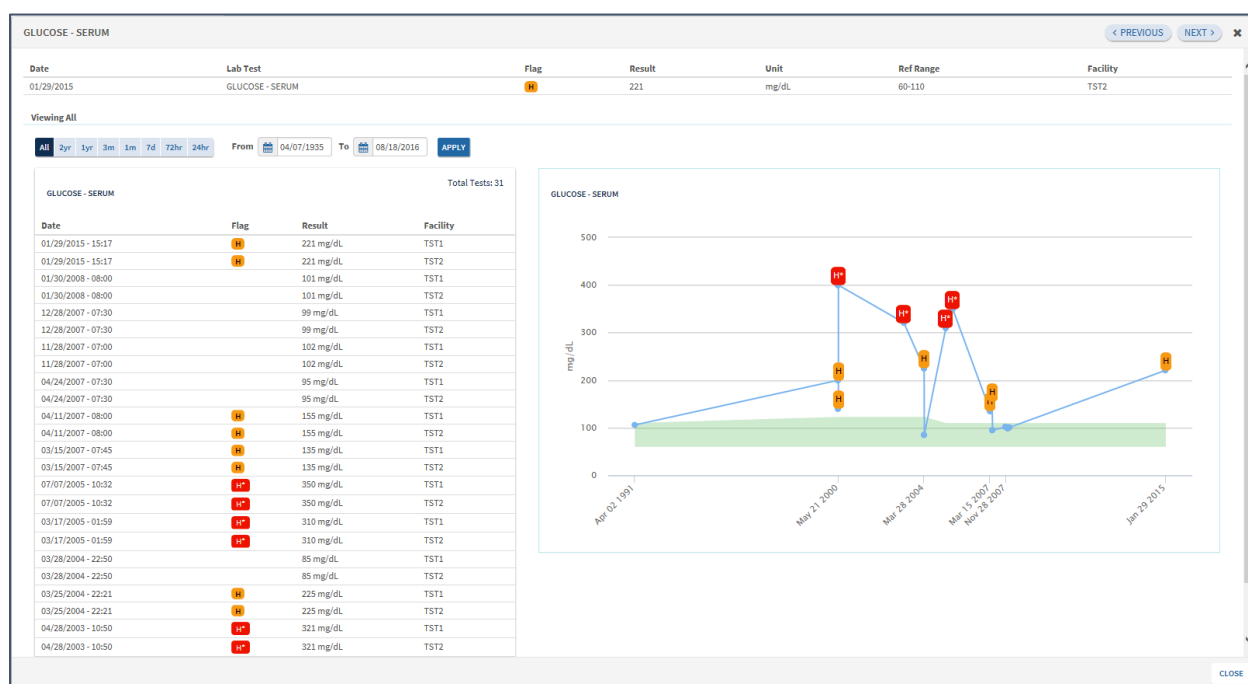 GLUCOSE - SERUM
< PREVIOUS NEXT > ✖
Date Lab Test Flag Result Unit Ref Range Facility
01/29/2015 GLUCOSE - SERUM H 221 mg/dL 60-110 TST2
Viewing All
All 2yr 1yr 3m 1m 7d 72hr 24hr From 04/07/1935 To 08/18/2016 APPLY
Total Tests: 31
GLUCOSE - SERUM
Date Flag Result Facility
01/29/2015 - 15:17 H 221 mg/dL TST1
01/29/2015 - 15:17 H 221 mg/dL TST2
01/30/2008 - 08:00 101 mg/dL TST1
01/30/2008 - 08:00 101 mg/dL TST2
12/28/2007 - 07:30 99 mg/dL TST1
12/28/2007 - 07:30 99 mg/dL TST2
11/28/2007 - 07:00 102 mg/dL TST1
11/28/2007 - 07:00 102 mg/dL TST2
04/24/2007 - 07:30 95 mg/dL TST1
04/24/2007 - 07:30 95 mg/dL TST2
04/11/2007 - 08:00 H 155 mg/dL TST1
04/11/2007 - 08:00 H 155 mg/dL TST2
03/15/2007 - 07:45 H 135 mg/dL TST1
03/15/2007 - 07:45 H 135 mg/dL TST2
07/07/2005 - 10:32 H* 350 mg/dL TST1
07/07/2005 - 10:32 H* 350 mg/dL TST2
03/17/2005 - 01:59 H* 310 mg/dL TST1
03/17/2005 - 01:59 H* 310 mg/dL TST2
03/28/2004 - 22:50 85 mg/dL TST1
03/28/2004 - 22:50 85 mg/dL TST2
03/25/2004 - 22:21 H 225 mg/dL TST1
03/25/2004 - 22:21 H 225 mg/dL TST2
04/28/2003 - 10:50 H* 321 mg/dL TST1
04/28/2003 - 10:50 H* 321 mg/dL TST2
GLUCOSE - SERUM
500
400
300
200
100
0
mg/dL
H*
H*
H*
H*
H
H
H
H
H
Apr 02 1991
May 21 2000
Mar 28 2004
Mar 15 2007
Nov 28 2007
Jan 29 2015
CLOSE